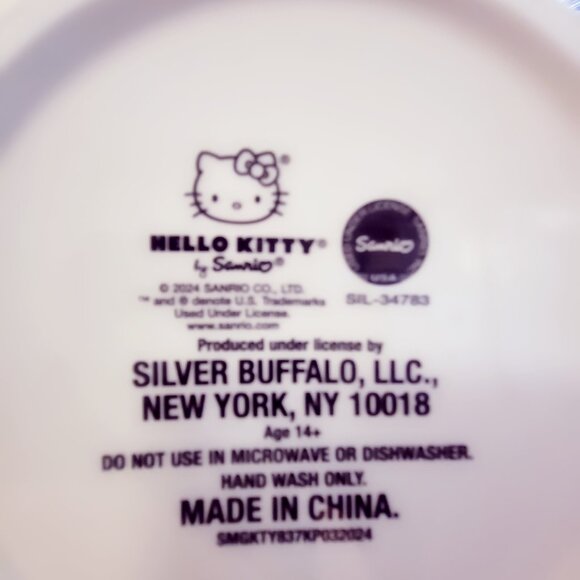 HELLO KITTY®
by Sanrio®
© 2024 SANRIO CO., LTD.
™ and ® denote U.S. Trademarks
Used Under License.
www.sanrio.com
Sanrio
USA
SIL-34783
Produced under license by
SILVER BUFFALO, LLC.,
NEW YORK, NY 10018
Age 14+
DO NOT USE IN MICROWAVE OR DISHWASHER.
HAND WASH ONLY.
MADE IN CHINA.
SMGKTY837KP032024